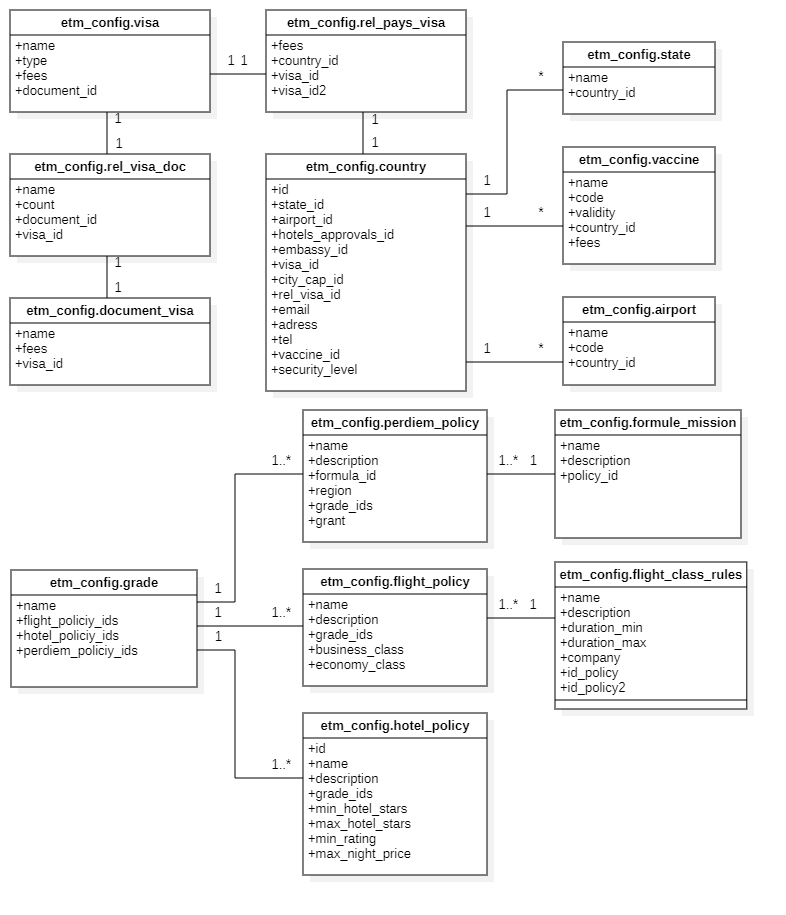 etm_config.visa
+name
+type
+fees
+document_id
1 1
etm_config.rel_pays_visa
+fees
+country_id
+visa_id
+visa_id2
etm_config.state
+name
+country_id
*
1
1
1
1
etm_config.rel_visa_doc
+name
+count
+document_id
+visa_id
etm_config.country
+id
+state_id
+airport_id
+hotels_approvals_id
+embassy_id
+visa_id
+city_cap_id
+rel_visa_id
+email
+adress
+tel
+vaccine_id
+security_level
1
1 *
etm_config.vaccine
+name
+code
+validity
+country_id
+fees
1
1
etm_config.document_visa
+name
+fees
+visa_id
1 *
etm_config.airport
+name
+code
+country_id
etm_config.perdiem_policy
+name
+description
+formula_id
+region
+grade_ids
+grant
1..*
1..* 1
etm_config.formule_mission
+name
+description
+policy_id
etm_config.grade
+name
+flight_policiy_ids
+hotel_policiy_ids
+perdiem_policiy_ids
1
1 1..*
1
etm_config.flight_policy
+name
+description
+grade_ids
+business_class
+economy_class
1..* 1
etm_config.flight_class_rules
+name
+description
+duration_min
+duration_max
+company
+id_policy
+id_policy2
1..*
etm_config.hotel_policy
+id
+name
+description
+grade_ids
+min_hotel_stars
+max_hotel_stars
+min_rating
+max_night_price